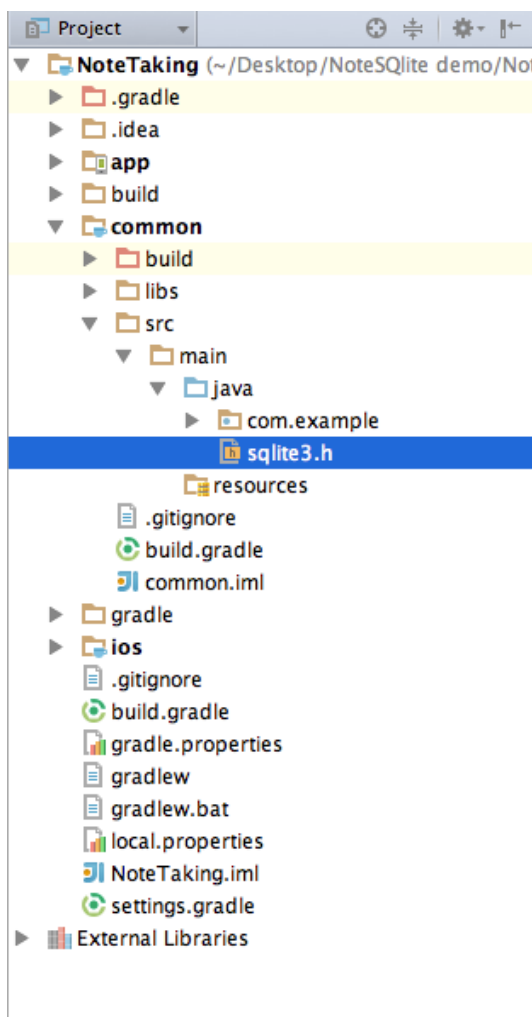 Project
NoteTaking (~/Desktop/NoteSQlite demo/Not
.gradle
.idea
app
build
common
build
libs
src
main
java
com.example
sqlite3.h
resources
.gitignore
build.gradle
common.iml
gradle
ios
.gitignore
build.gradle
gradle.properties
gradlew
gradlew.bat
local.properties
NoteTaking.iml
settings.gradle
External Libraries